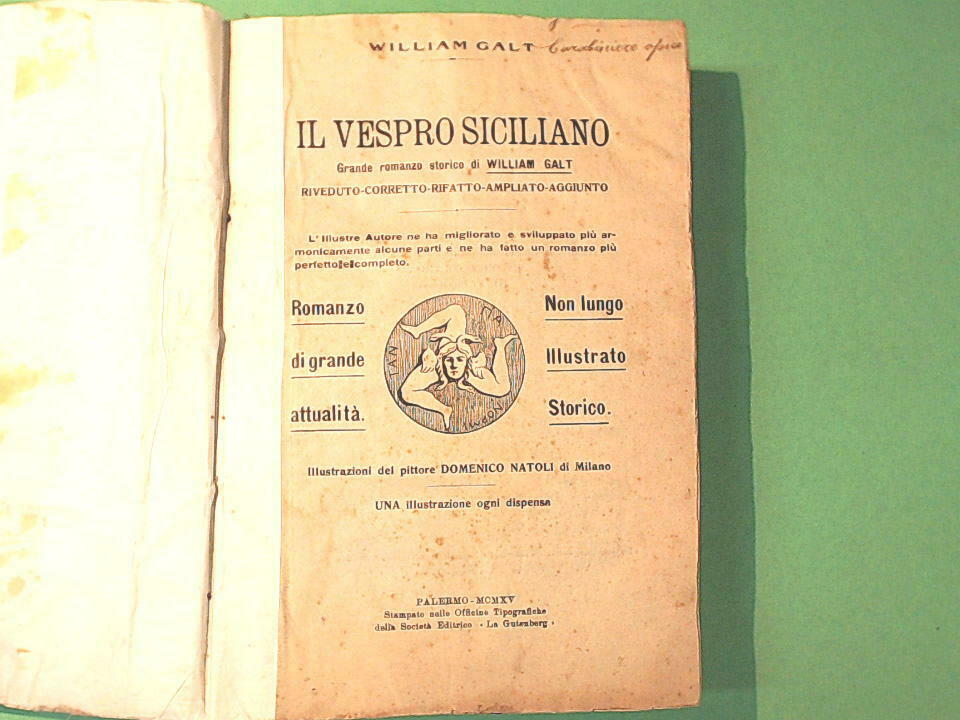 WILLIAM GALT Carabiniere
IL VESPRO SICILIANO
Grande romanzo storico di WILLIAM GALT
RIVEDUTO-CORRETTO-RIFATTO-AMPLIATO-AGGIUNTO
L'Illustre Autore ne ha migliorato e sviluppato più ar-
monicamente alcune parti e ne ha fatto un romanzo più
perfetto e completo.
Romanzo
di grande
attualità.
Non lungo
Illustrato
Storico.
Illustrazioni del pittore DOMENICO NATOLI di Milano
UNA illustrazione ogni dispensa
PALERMO-MCMXV
Stampato nelle Officine Tipografiche
della Società Editrice « La Gutenberg »